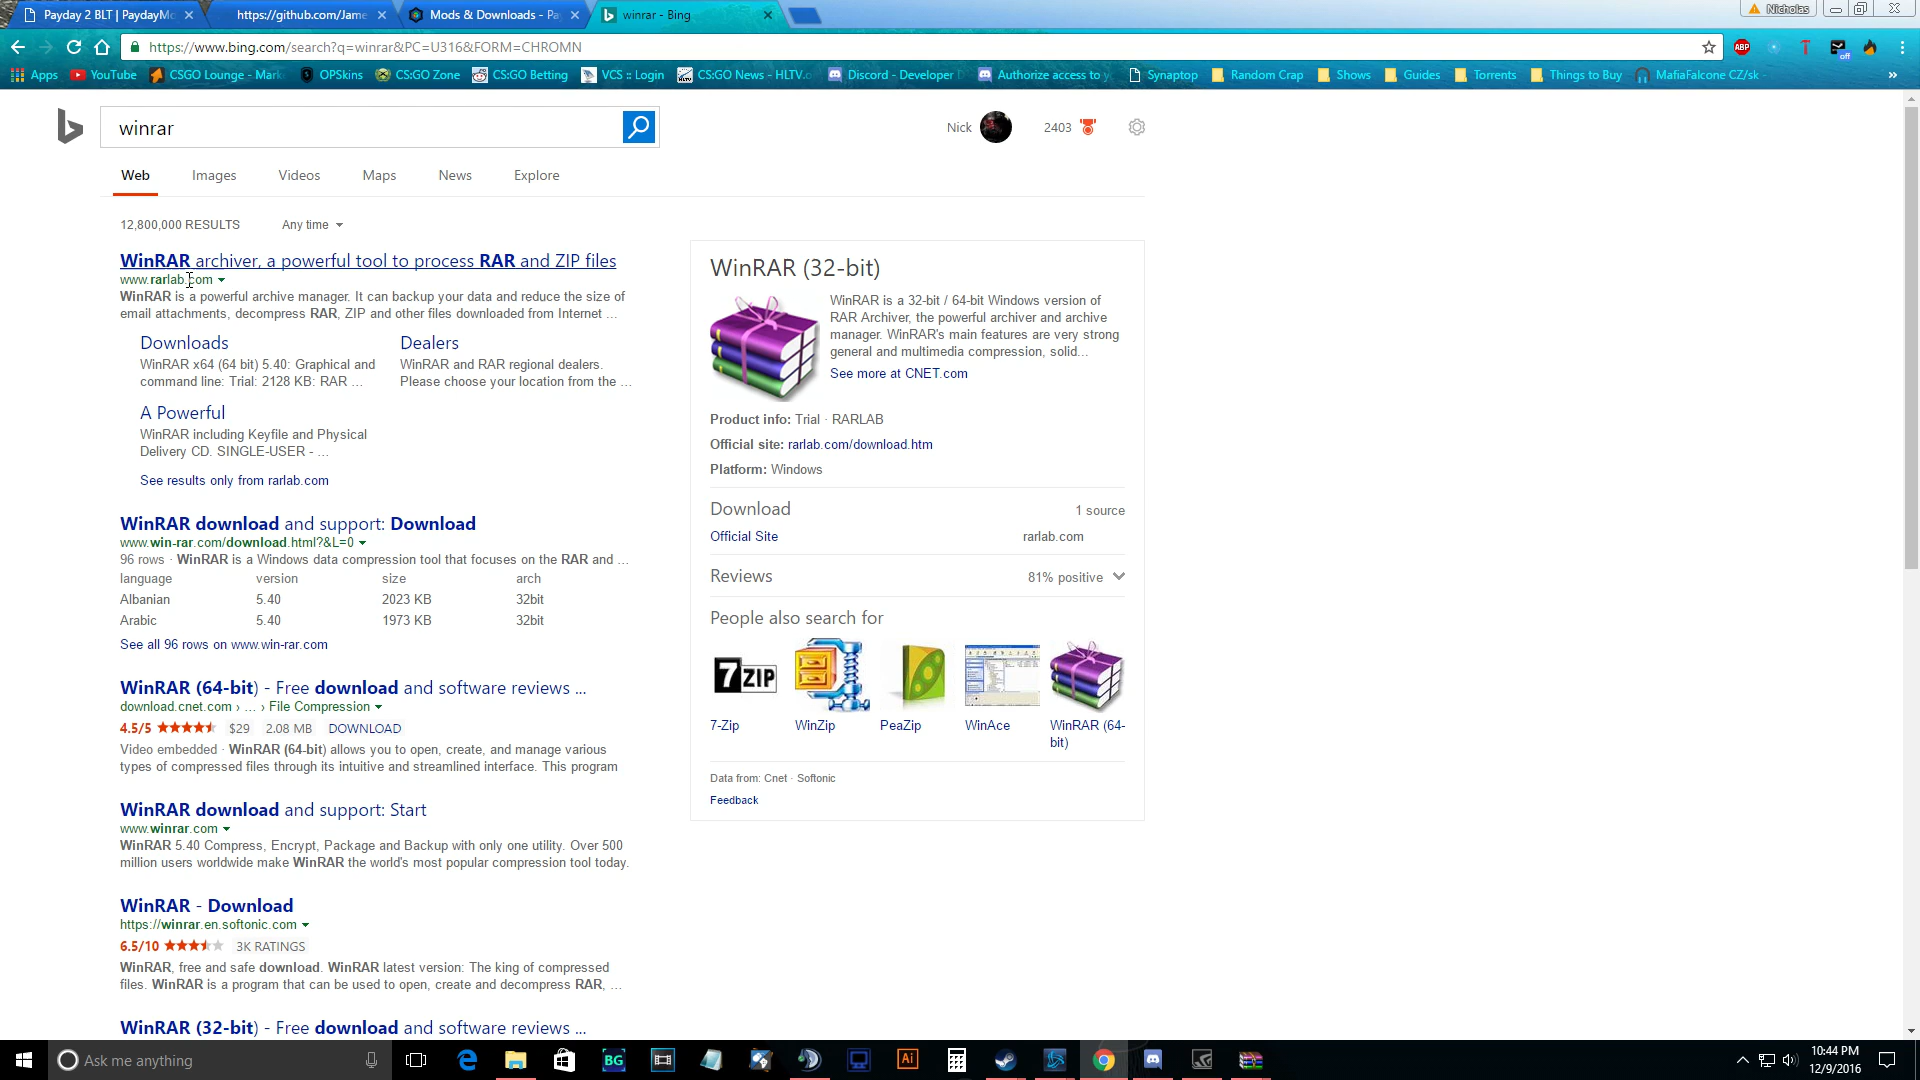 Payday 2 BLT | PaydayMo
https://github.com/Jame
Mods & Downloads - Pa
winrar - Bing
Nicholas
https://www.bing.com/search?q=winrar&PC=U316&FORM=CHROMN
ABP
off
Apps
YouTube
CSGO Lounge - Mark
OPSkins
CS:GO Zone
CS:GO Betting
VCS :: Login
CS:GO News - HLTV.o
Discord - Developer D
Authorize access to y
Synaptop
Random Crap
Shows
Guides
Torrents
Things to Buy
MafiaFalcone CZ/sk -
»
winrar
Nick
2403
Web
Images
Videos
Maps
News
Explore
12,800,000 RESULTS
Any time
WinRAR archiver, a powerful tool to process RAR and ZIP files
www.rarlab.com
WinRAR is a powerful archive manager. It can backup your data and reduce the size of
email attachments, decompress RAR, ZIP and other files downloaded from Internet ...
Downloads
WinRAR x64 (64 bit) 5.40: Graphical and
command line: Trial: 2128 KB: RAR ...
Dealers
WinRAR and RAR regional dealers.
Please choose your location from the ...
A Powerful
WinRAR including Keyfile and Physical
Delivery CD. SINGLE-USER - ...
See results only from rarlab.com
WinRAR download and support: Download
www.win-rar.com/download.html?&L=0
96 rows · WinRAR is a Windows data compression tool that focuses on the RAR and ...
language version size arch
Albanian 5.40 2023 KB 32bit
Arabic 5.40 1973 KB 32bit
See all 96 rows on www.win-rar.com
WinRAR (64-bit) - Free download and software reviews ...
download.cnet.com › ... › File Compression
4.5/5 $29 2.08 MB DOWNLOAD
Video embedded · WinRAR (64-bit) allows you to open, create, and manage various
types of compressed files through its intuitive and streamlined interface. This program
WinRAR download and support: Start
www.winrar.com
WinRAR 5.40 Compress, Encrypt, Package and Backup with only one utility. Over 500
million users worldwide make WinRAR the world's most popular compression tool today.
WinRAR - Download
https://winrar.en.softonic.com
6.5/10 3K RATINGS
WinRAR, free and safe download. WinRAR latest version: The king of compressed
files. WinRAR is a program that can be used to open, create and decompress RAR, ...
WinRAR (32-bit) - Free download and software reviews ...
WinRAR (32-bit)
WinRAR is a 32-bit / 64-bit Windows version of
RAR Archiver, the powerful archiver and archive
manager. WinRAR's main features are very strong
general and multimedia compression, solid...
See more at CNET.com
Product info: Trial · RARLAB
Official site: rarlab.com/download.htm
Platform: Windows
Download 1 source
Official Site rarlab.com
Reviews 81% positive
People also search for
7ZIP
7-Zip
WinZip
PeaZip
WinAce
WinRAR (64-
bit)
Data from: Cnet · Softonic
Feedback
Ask me anything
BG
Ai
10:44 PM
12/9/2016